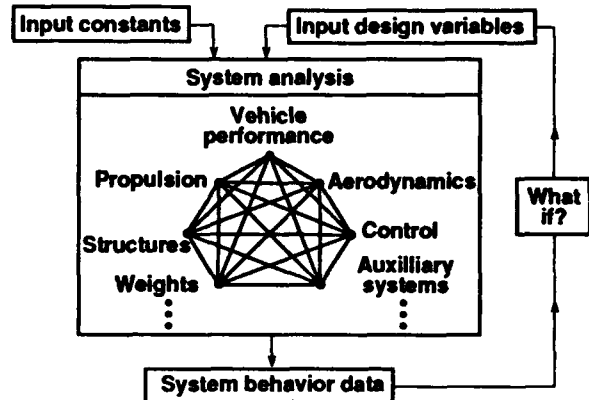 Input constants
Input design variables
System analysis
Vehicle
performance
Propulsion
Aerodynamics
Structures
Control
Weights
Auxilliary
systems
What
if?
System behavior data